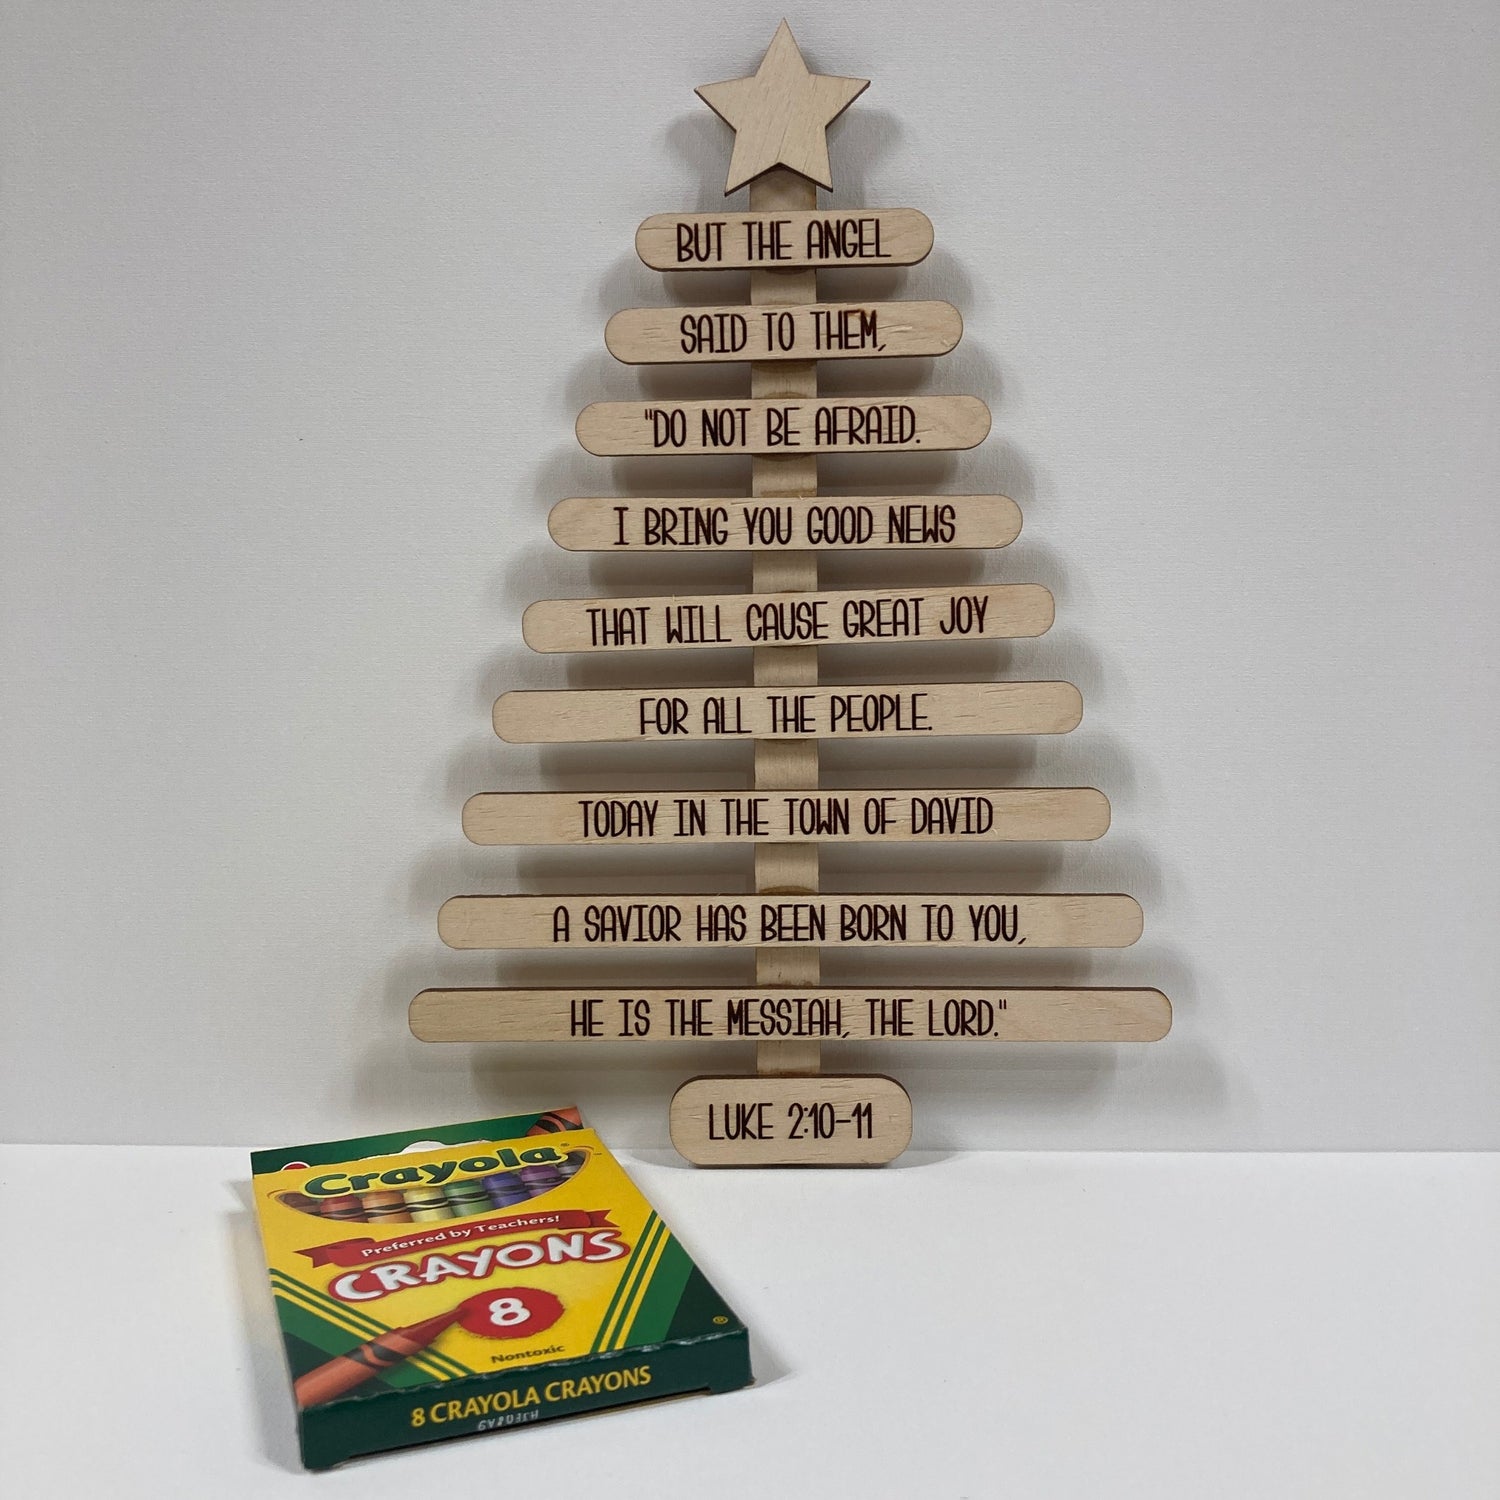 BUT THE ANGEL
SAID TO THEM,
"DO NOT BE AFRAID.
I BRING YOU GOOD NEWS
THAT WILL CAUSE GREAT JOY
FOR ALL THE PEOPLE.
TODAY IN THE TOWN OF DAVID
A SAVIOR HAS BEEN BORN TO YOU,
HE IS THE MESSIAH, THE LORD."
LUKE 2:10-11
Crayola®
Preferred by Teachers!
CRAYONS
8
Nontoxic
®
8 CRAYOLA CRAYONS